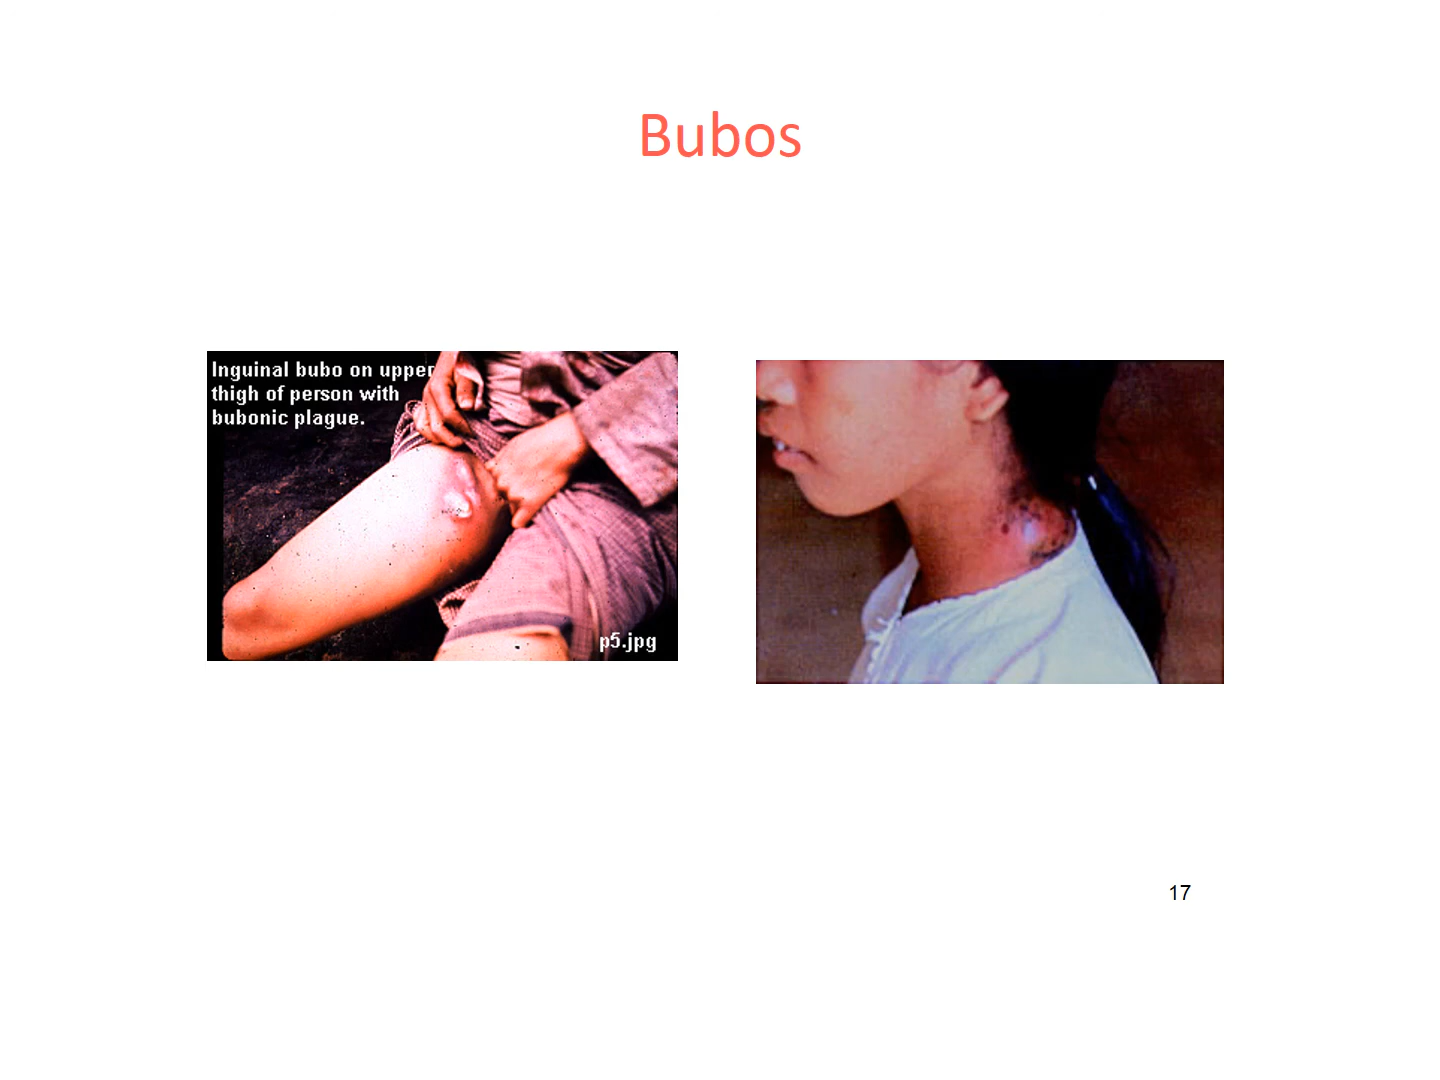 Bubos
Inguinal bubo on upper
thigh of person with
bubonic plague.
p5.jpg
17